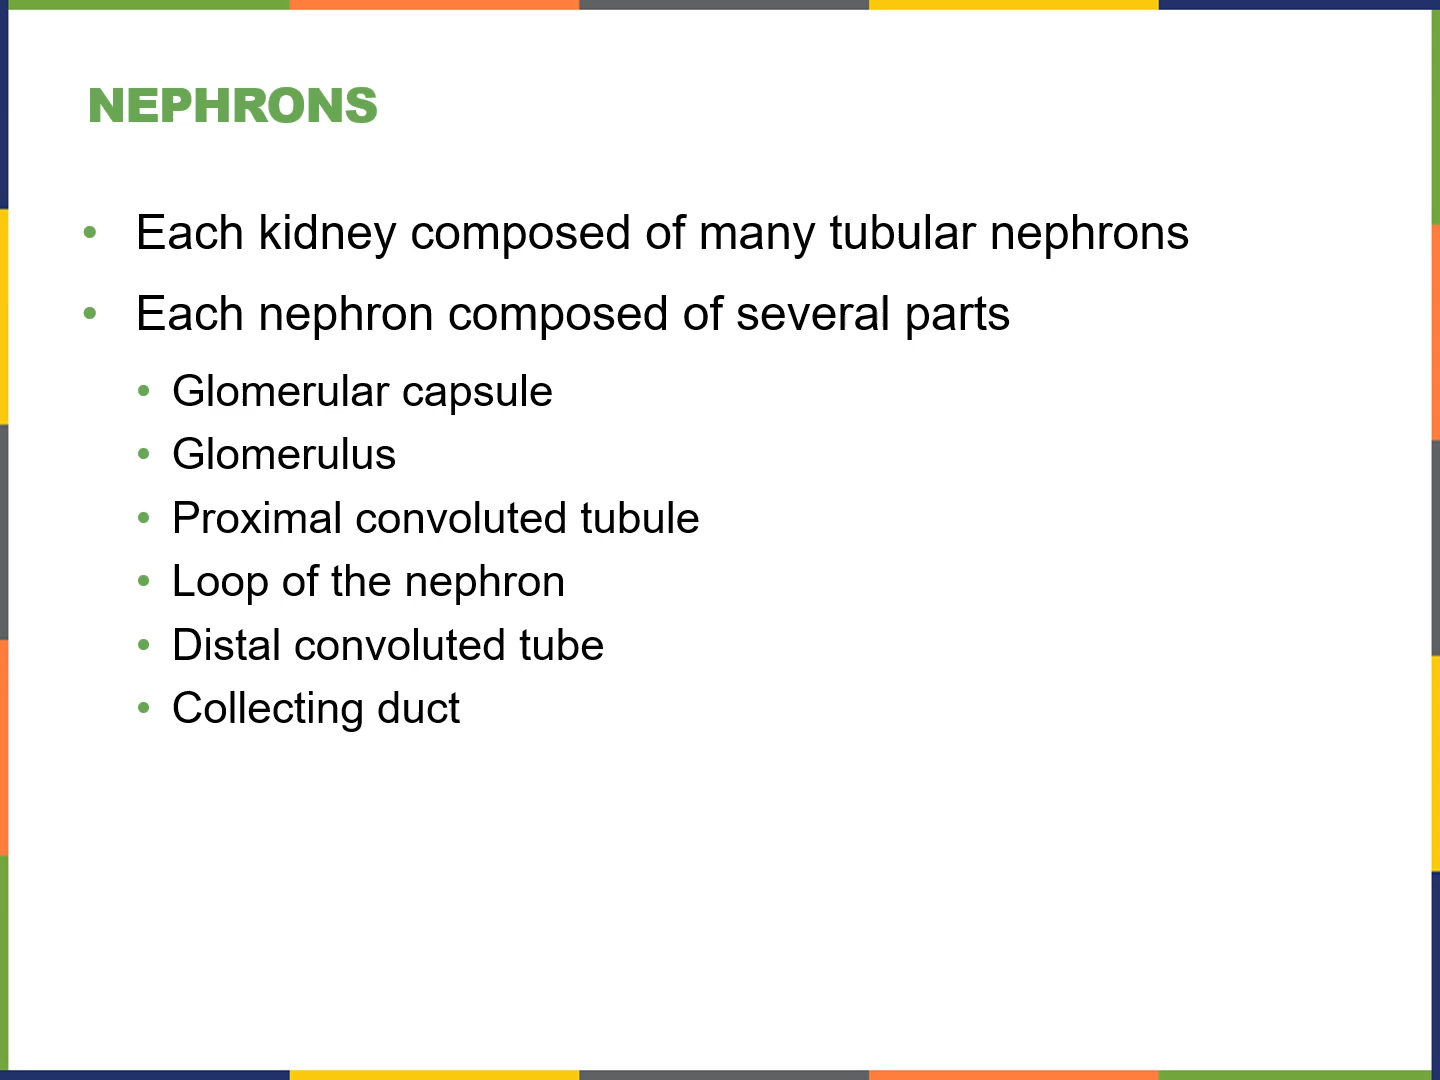 NEPHRONS
• Each kidney composed of many tubular nephrons
• Each nephron composed of several parts
• Glomerular capsule
• Glomerulus
• Proximal convoluted tubule
• Loop of the nephron
• Distal convoluted tube
• Collecting duct